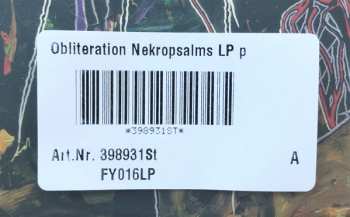 Obliteration Nekropsalms LP p
*398931ST*
Art.Nr. 398931St A
FY016LP